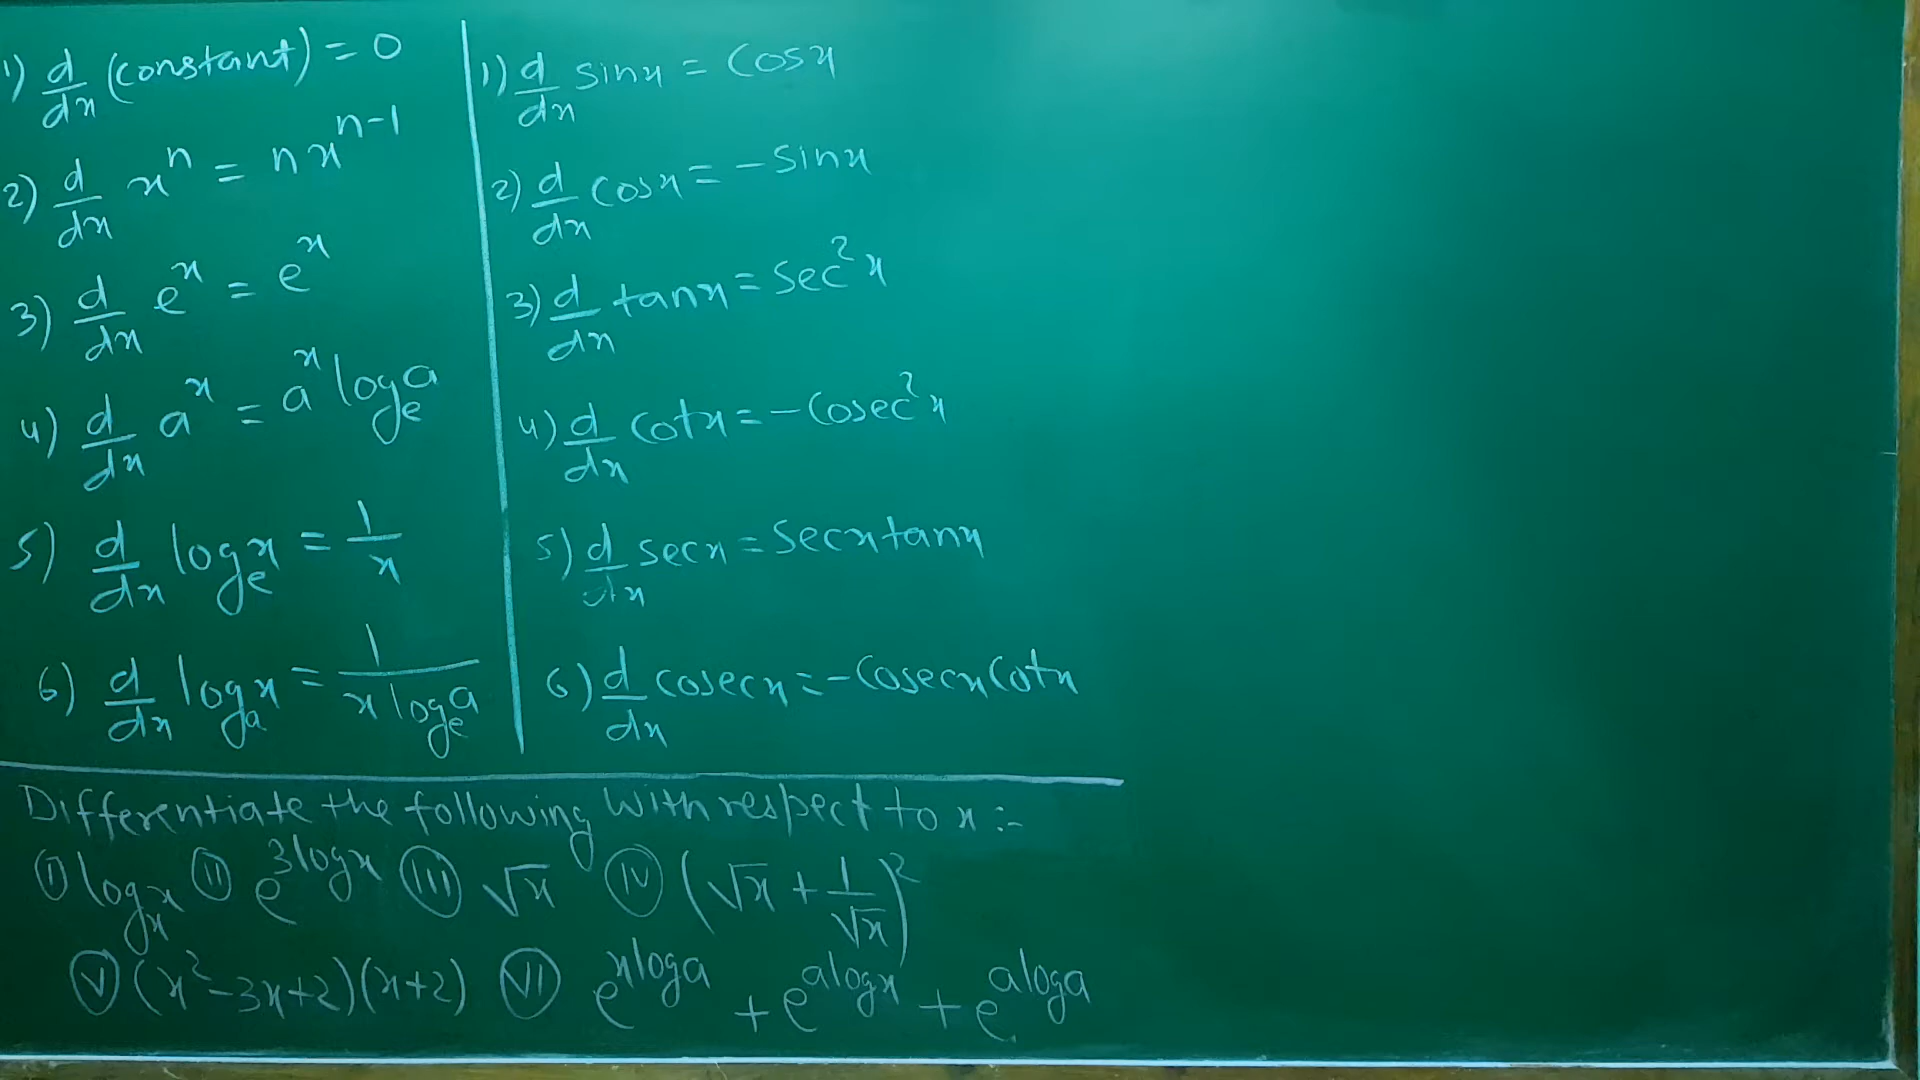 1) d/dx (constant) = 0
2) d/dx x^n = n x^(n-1)
3) d/dx e^x = e^x
4) d/dx a^x = a^x log_e a
5) d/dx log_e x = 1/x
6) d/dx log_a x = 1/(x log_e a)
1) d/dx sinx = cosx
2) d/dx cosx = -sinx
3) d/dx tanx = sec²x
4) d/dx cotx = -cosec²x
5) d/dx secx = secx tanx
6) d/dx cosecx = -cosecx cotx
Differentiate the following with respect to x :-
(I) log_x x (II) e^(3logx) (III) √x (IV) (√x + 1/√x)²
(V) (x²-3x+2)(x+2) (VI) e^(xloga) + e^(alogx) + e^(aloga)